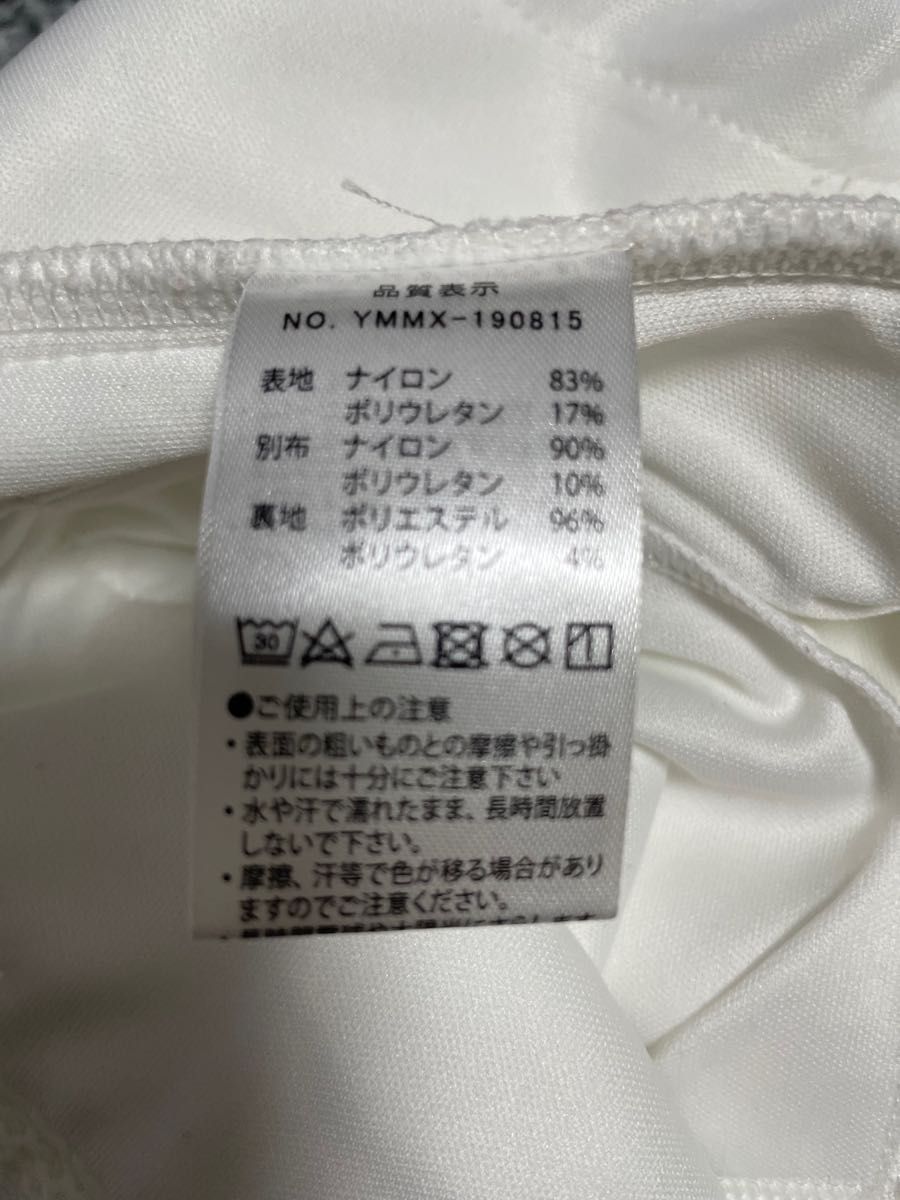 品質表示
NO. YMMX-190815
表地 ナイロン 83%
ポリウレタン 17%
別布 ナイロン 90%
ポリウレタン 10%
裏地 ポリエステル 96%
ポリウレタン 4%
30
●ご使用上の注意
・表面の粗いものとの摩擦や引っ掛
かりには十分にご注意下さい
・水や汗で濡れたまま、長時間放置
しないで下さい。
・摩擦、汗等で色が移る場合があり
ますのでご注意ください。